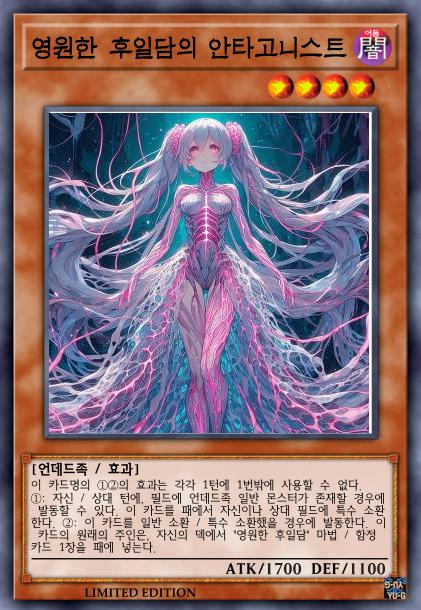 영원한 후일담의 안타고니스트
어둠
闇
[언데드족 / 효과]
이 카드명의 ①②의 효과는 각각 1턴에 1번밖에 사용할 수 없다.
①: 자신 / 상대 턴에, 필드에 언데드족 일반 몬스터가 존재할 경우에
발동할 수 있다. 이 카드를 패에서 자신이나 상대 필드에 특수 소환
한다. ②: 이 카드를 일반 소환 / 특수 소환했을 경우에 발동한다. 이
카드의 원래의 주인은, 자신의 덱에서 "영원한 후일담" 마법 / 함정
카드 1장을 패에 넣는다.
ATK/1700 DEF/1100
LIMITED EDITION